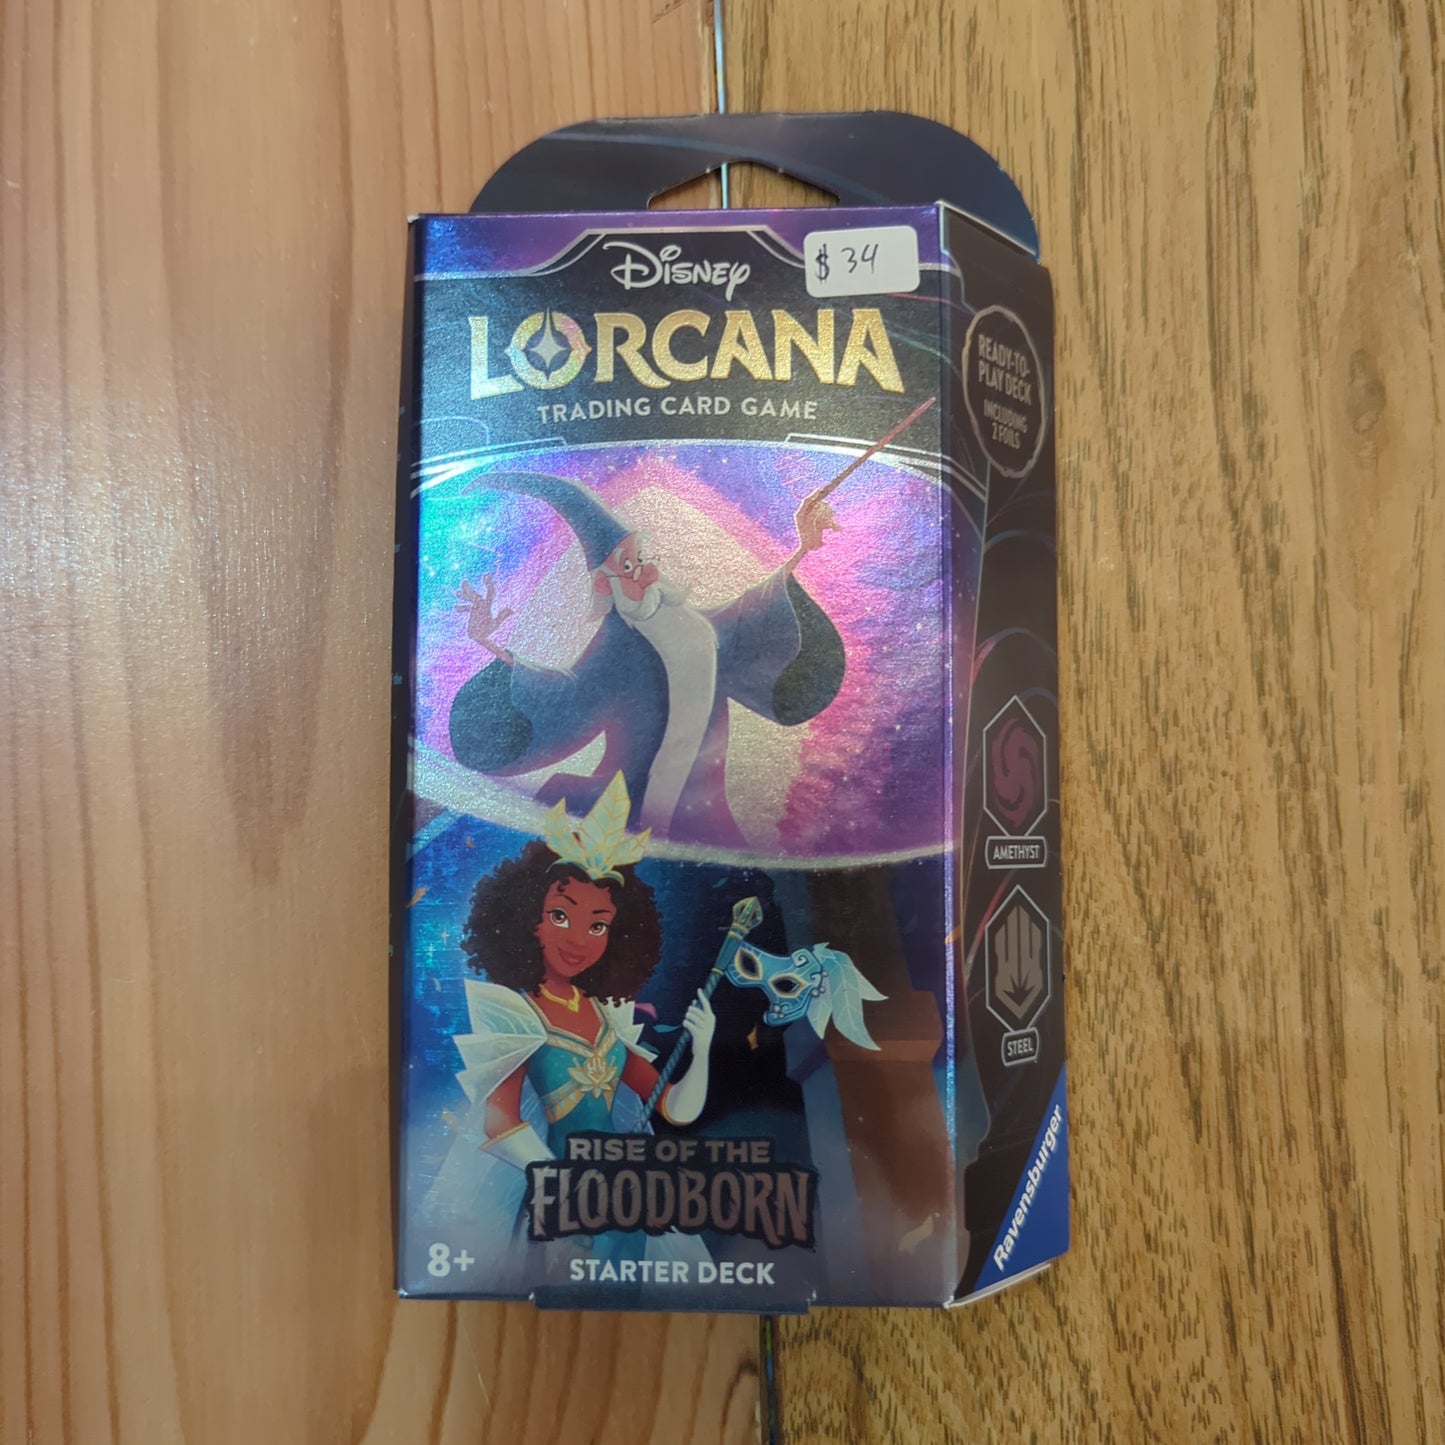 DISNEY
$ 34
LORCANA
TRADING CARD GAME
READY-TO-
PLAY DECK
INCLUDING
2 FOILS
the
AMETHYST
STEEL
RISE OF THE
FLOODBORN
8+
STARTER DECK
Ravensburger